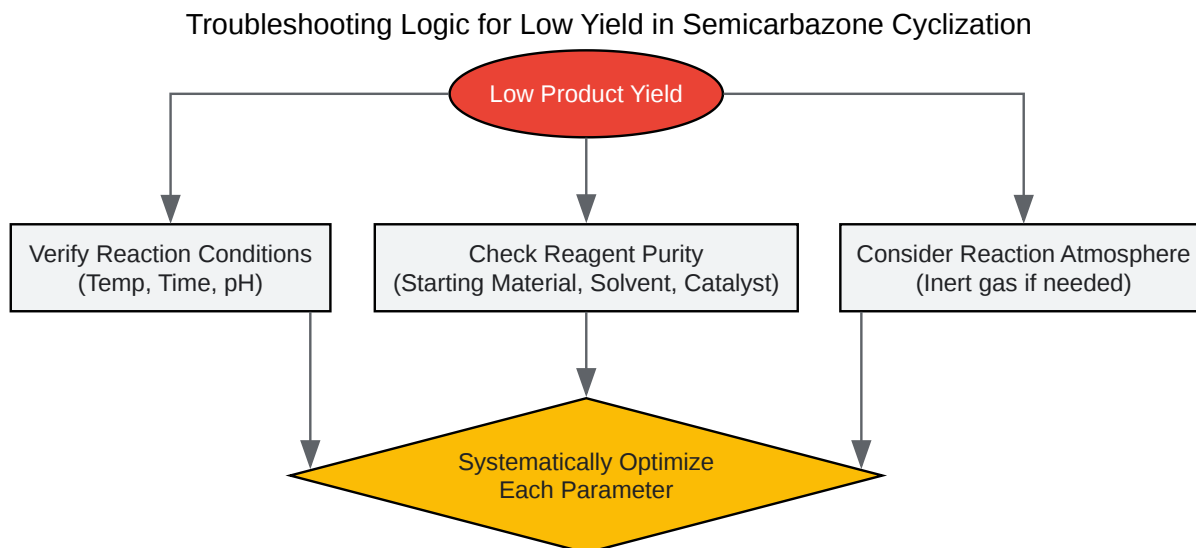 Troubleshooting Logic for Low Yield in Semicarbazone Cyclization
Low Product Yield
Verify Reaction Conditions
(Temp, Time, pH)
Check Reagent Purity
(Starting Material, Solvent, Catalyst)
Consider Reaction Atmosphere
(Inert gas if needed)
Systematically Optimize
Each Parameter